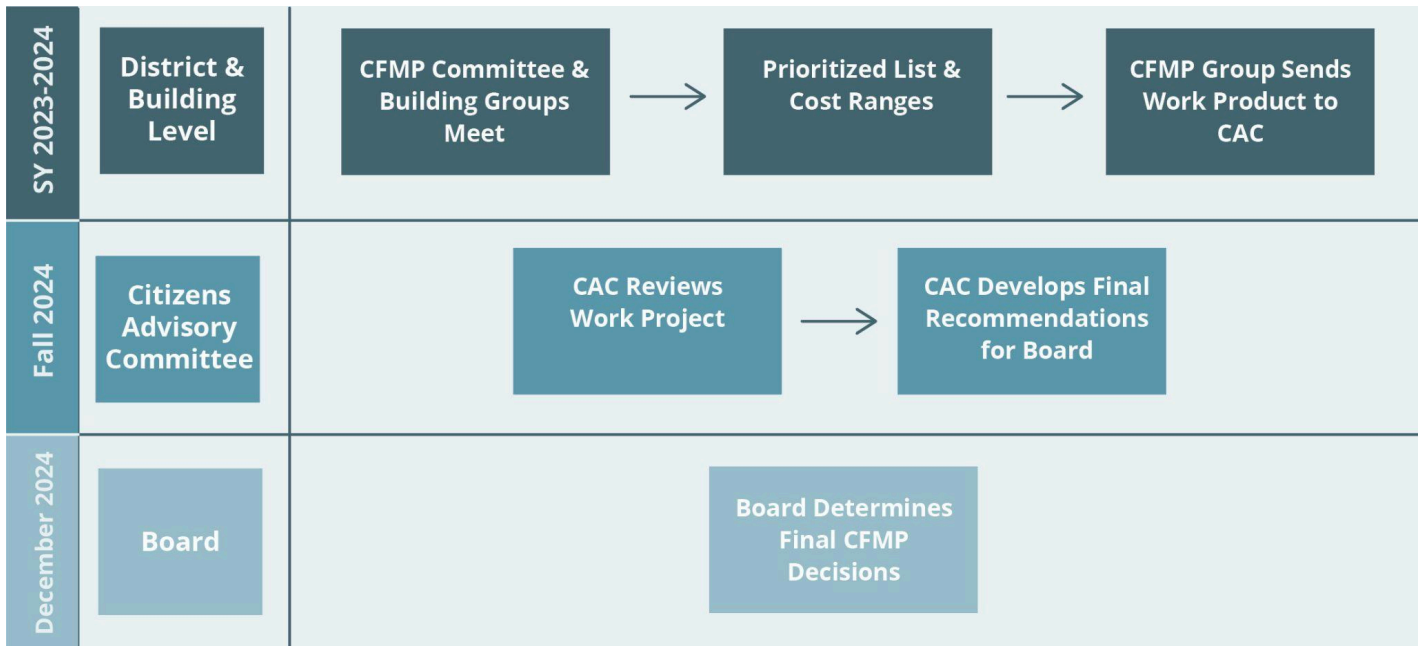 SY 2023-2024
District &
Building
Level
CFMP Committee &
Building Groups
Meet
Prioritized List &
Cost Ranges
CFMP Group Sends
Work Product to
CAC
Fall 2024
Citizens
Advisory
Committee
CAC Reviews
Work Project
CAC Develops Final
Recommendations
for Board
December 2024
Board
Board Determines
Final CFMP
Decisions